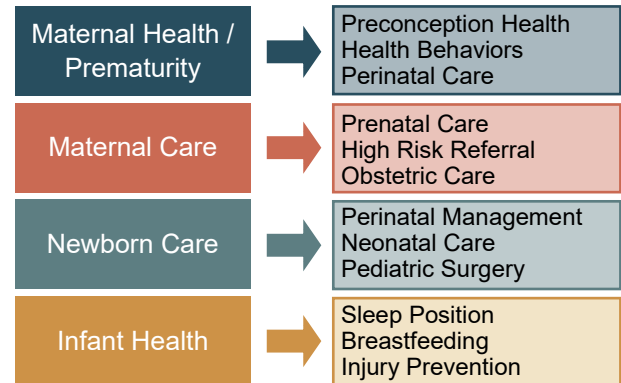 Maternal Health /
Prematurity
Preconception Health
Health Behaviors
Perinatal Care
Maternal Care
Prenatal Care
High Risk Referral
Obstetric Care
Newborn Care
Perinatal Management
Neonatal Care
Pediatric Surgery
Infant Health
Sleep Position
Breastfeeding
Injury Prevention